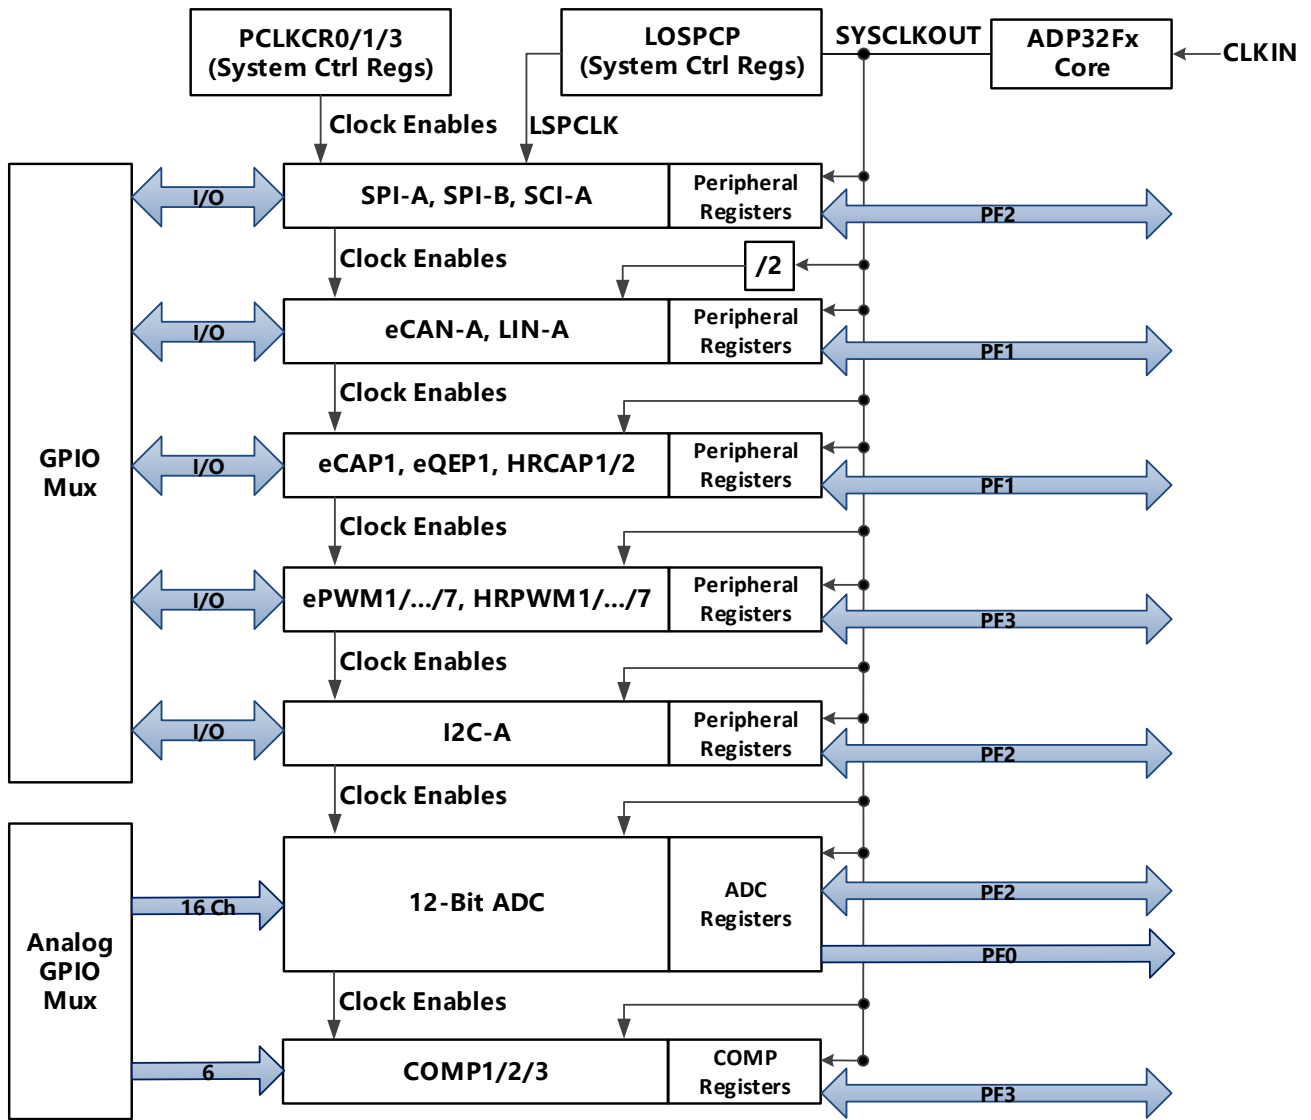 PCLKCR0/1/3
(System Ctrl Regs)
LOSPCP
(System Ctrl Regs)
SYSCLKOUT
ADP32Fx
Core
CLKIN
Clock Enables
LSPCLK
I/O
SPI-A, SPI-B, SCI-A
Peripheral
Registers
PF2
Clock Enables
/2
I/O
eCAN-A, LIN-A
Peripheral
Registers
PF1
Clock Enables
GPIO
Mux
I/O
eCAP1, eQEP1, HRCAP1/2
Peripheral
Registers
PF1
Clock Enables
I/O
ePWM1/.../7, HRPWM1/.../7
Peripheral
Registers
PF3
Clock Enables
I/O
I2C-A
Peripheral
Registers
PF2
Clock Enables
Analog
GPIO
Mux
16 Ch
12-Bit ADC
ADC
Registers
PF2
PF0
Clock Enables
6
COMP1/2/3
COMP
Registers
PF3